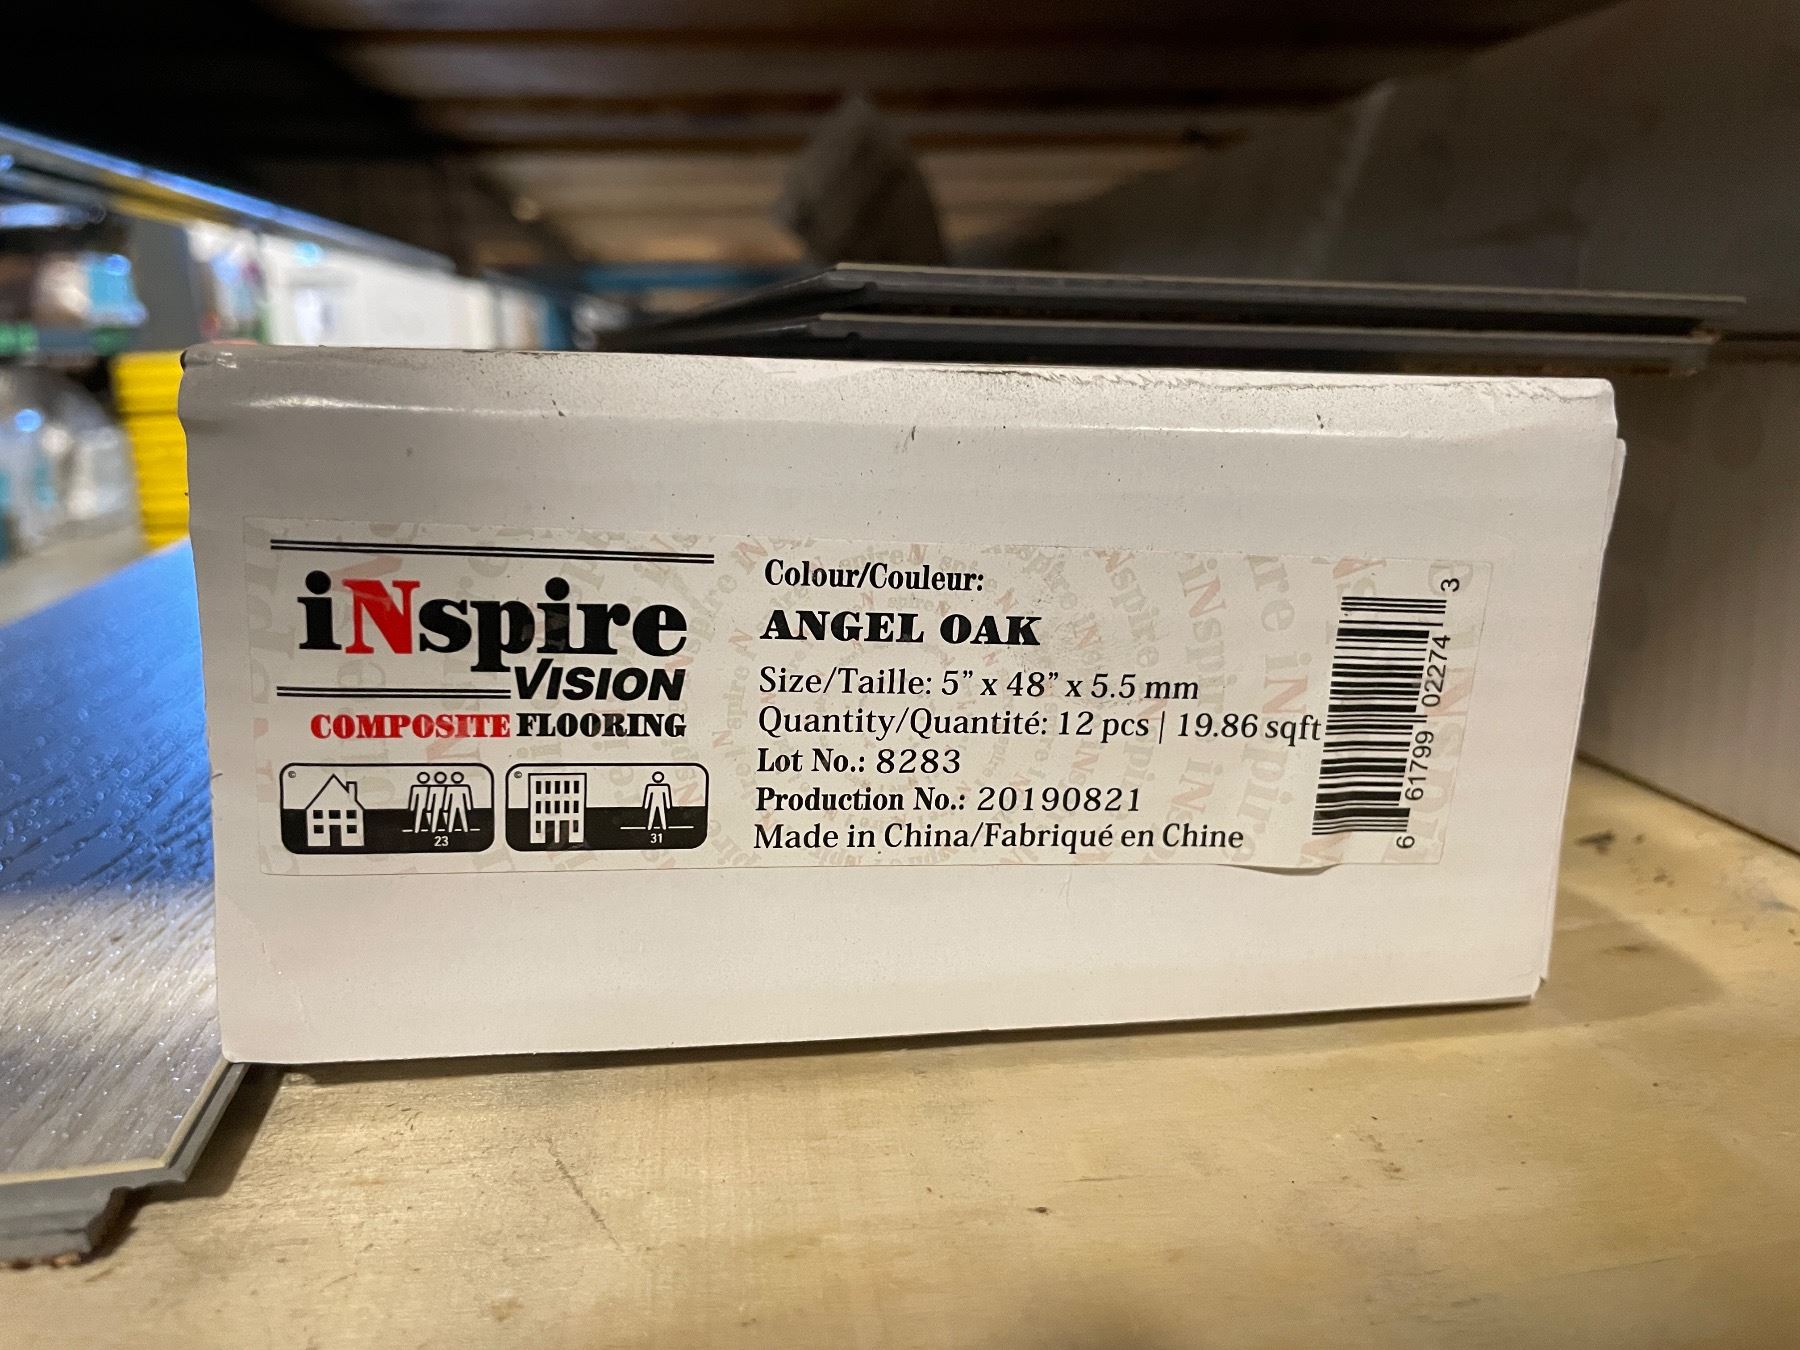 iNspire
VISION
COMPOSITE FLOORING
23
31
Colour/Couleur:
ANGEL OAK
Size/Taille: 5” x 48” x 5.5 mm
Quantity/Quantité: 12 pcs | 19.86 sqft
Lot No.: 8283
Production No.: 20190821
Made in China/Fabriqué en Chine
6 61799 02274 3